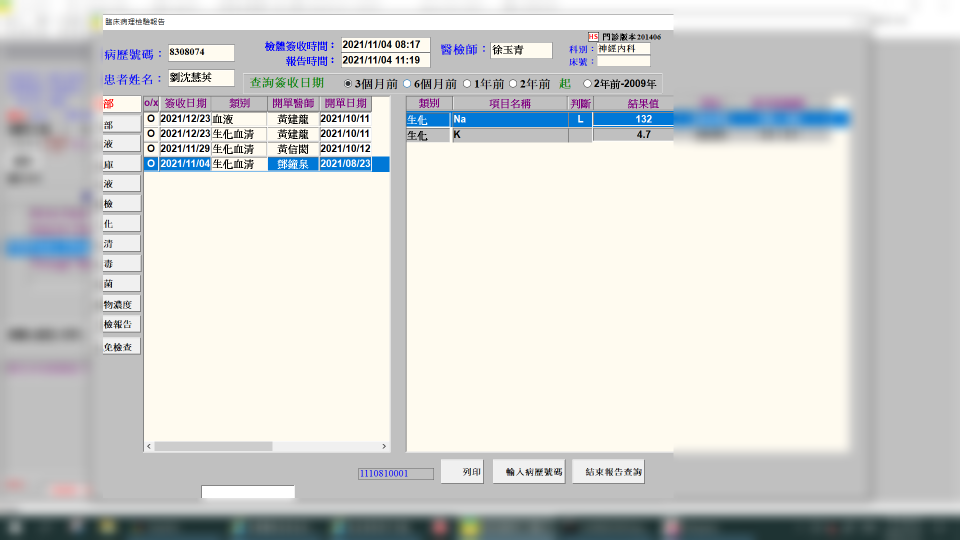 臨床病理檢驗報告
HS 門診版本201406
病歷號碼： 8308074 檢體簽收時間： 2021/11/04 08:17 醫檢師： 徐玉青 科別： 神經內科
報告時間： 2021/11/04 11:19 床號：
患者姓名： 劉沈慧英 查詢簽收日期 3個月前 6個月前 1年前 2年前 起 2年前-2009年
部 o/x 簽收日期 類別 開單醫師 開單日期 類別 項目名稱 判斷 結果值
部 O 2021/12/23 血液 黃建龍 2021/10/11 生化 Na L 132
液 O 2021/12/23 生化血清 黃建龍 2021/10/11 生化 K 4.7
O 2021/11/29 生化血清 黃信閎 2021/10/12
庫 O 2021/11/04 生化血清 鄧鐘泉 2021/08/23
液
檢
化
清
毒
菌
物濃度
檢報告
免檢查
1110810001 列印 輸入病歷號碼 結束報告查詢